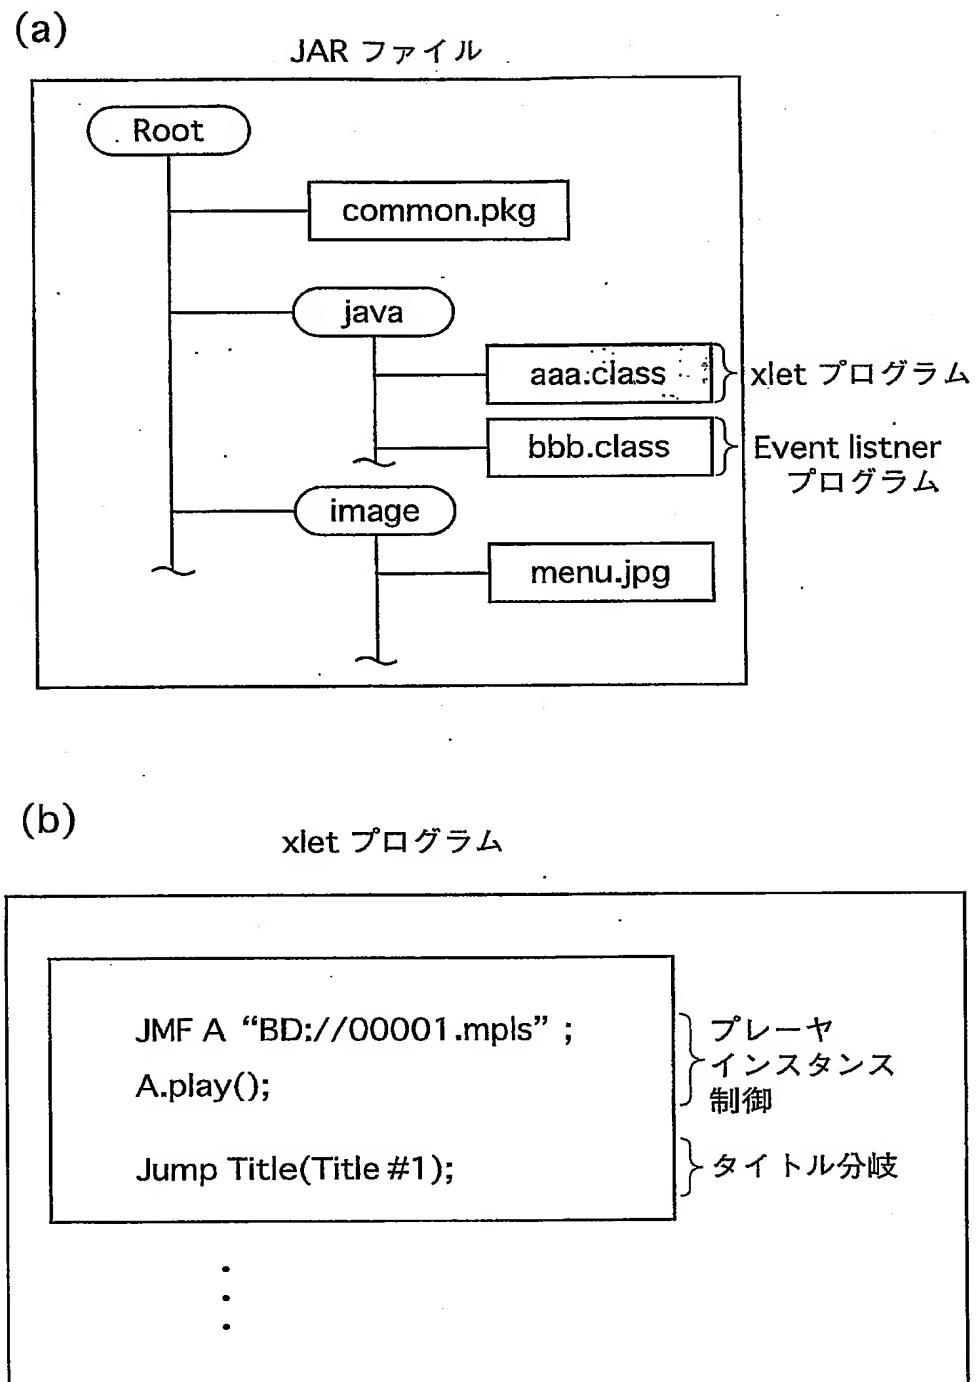 (a)
JAR ファイル
Root
common.pkg
java
aaa.class
xlet プログラム
bbb.class
Event listner
プログラム
image
menu.jpg
(b)
xlet プログラム
JMF A “BD://00001.mpls” ;
A.play();
プレーヤ
インスタンス
制御
Jump Title(Title #1);
タイトル分岐